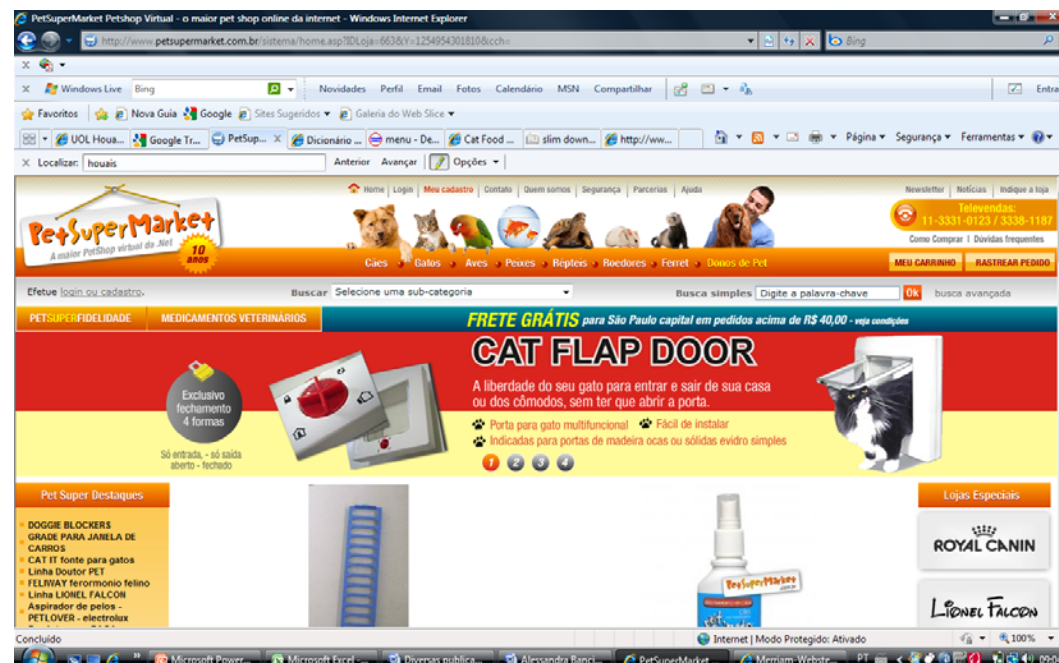 PetSuperMarket Petshop Virtual - o maior pet shop online da internet - Windows Internet Explorer
http://www.petsupermarket.com.br/sistema/home.asp?IDLoja=663&Y=1254954301810&cch=
Bing
Windows Live Bing Novidades Perfil Email Fotos Calendário MSN Compartilhar Entra
Favoritos Nova Guia Google Sites Sugeridos Galeria do Web Slice
UOL Houa... Google Tr... PetSup... Dicionário ... menu - De... Cat Food ... slim down... http://ww... Página Segurança Ferramentas
Localizar: houais Anterior Avançar Opções
Home | Login | Meu cadastro | Contato | Quem somos | Segurança | Parcerias | Ajuda
Newsletter | Notícias | Indique a loja
PetSuperMarket
A maior PetShop virtual da .Net
10 anos
Televendas:
11-3331-0123 / 3338-1187
Como Comprar | Dúvidas frequentes
Cães Gatos Aves Peixes Répteis Roedores Ferret Donos de Pet
MEU CARRINHO RASTREAR PEDIDO
Efetue login ou cadastro. Buscar Selecione uma sub-categoria Busca simples Digite a palavra-chave Ok busca avançada
PETSUPERFIDELIDADE MEDICAMENTOS VETERINÁRIOS FRETE GRÁTIS para São Paulo capital em pedidos acima de R$ 40,00 - veja condições
CAT FLAP DOOR
A liberdade do seu gato para entrar e sair de sua casa
ou dos cômodos, sem ter que abrir a porta.
Exclusivo
fechamento
4 formas
Porta para gato multifuncional Fácil de instalar
Indicadas para portas de madeira ocas ou sólidas evidro simples
Só entrada, - só saída
aberto - fechado
1 2 3 4
Pet Super Destaques
DOGGIE BLOCKERS
GRADE PARA JANELA DE
CARROS
CAT IT fonte para gatos
Linha Doutor PET
FELIWAY ferormonio felino
Linha LIONEL FALCON
Aspirador de pelos -
PETLOVER - electrolux
PetSuperMarket
Lojas Especiais
ROYAL CANIN
LIONEL FALCON
Concluído Internet | Modo Protegido: Ativado 100%
Microsoft Power... Microsoft Excel ... Diversas publica... Alessandra Banci... PetSuperMarket ... Merriam-Webste... PT